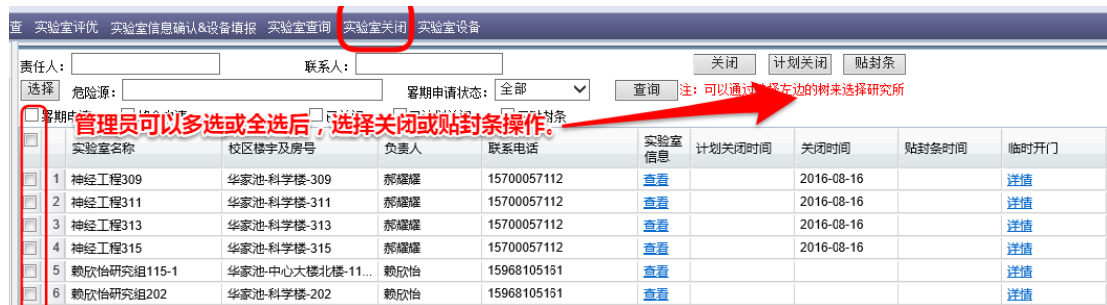 查 实验室评优 实验室信息确认&设备填报 实验室查询 实验室关闭 实验室设备
责任人： 联系人： 关闭 计划关闭 贴封条
选择 危险源： 署期申请状态： 全部 查询 注：可以通过选择左边的树来选择研究所
管理员可以多选或全选后，选择关闭或贴封条操作。
实验室名称 校区楼宇及房号 负责人 联系电话 实验室信息 计划关闭时间 关闭时间 贴封条时间 临时开门
1 神经工程309 华家池-科学楼-309 郝耀耀 15700057112 查看 2016-08-16 详情
2 神经工程311 华家池-科学楼-311 郝耀耀 15700057112 查看 2016-08-16 详情
3 神经工程313 华家池-科学楼-313 郝耀耀 15700057112 查看 2016-08-16 详情
4 神经工程315 华家池-科学楼-315 郝耀耀 15700057112 查看 2016-08-16 详情
5 赖欣怡研究组115-1 华家池-中心大楼北楼-11... 赖欣怡 15968105161 查看 详情
6 赖欣怡研究组202 华家池-科学楼-202 赖欣怡 15968105161 查看 详情